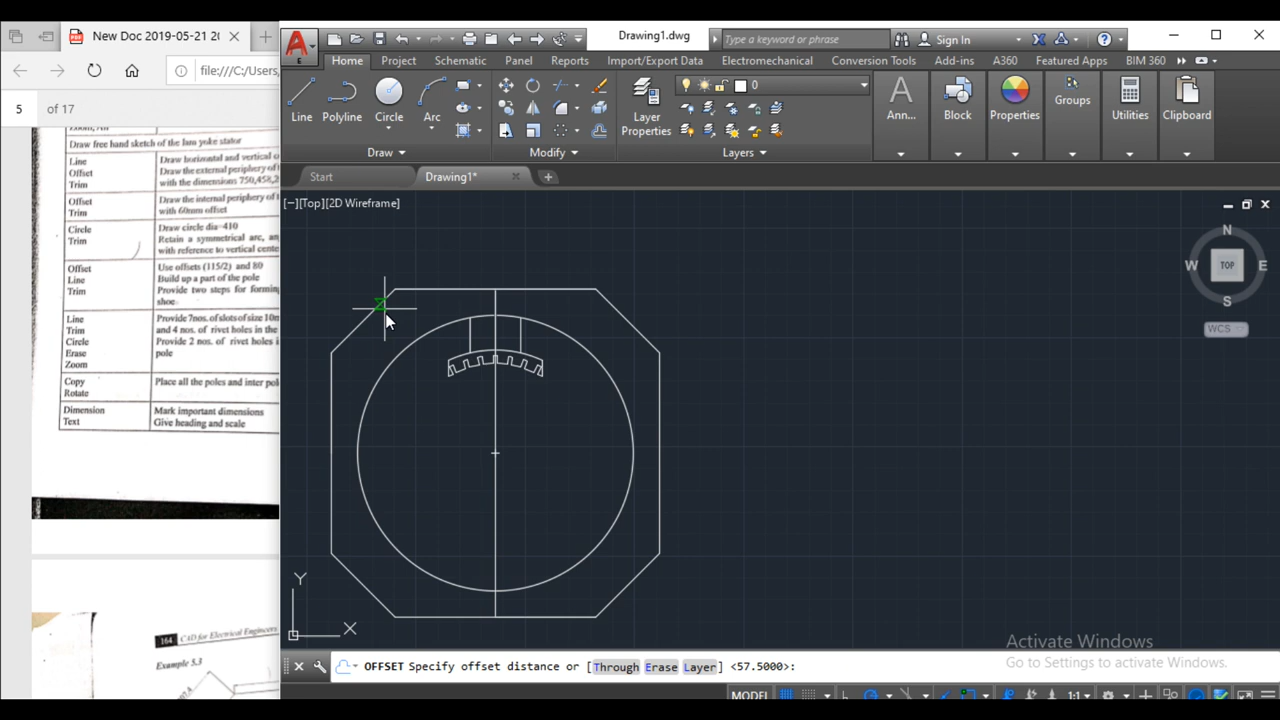 New Doc 2019-05-21 20
file:///C:/Users,
5 of 17
Draw free hand sketch of the lam yoke stator
Line
Offset
Trim
Draw horizontal and vertical c
Draw the external periphery of t
with the dimensions 750,458,2
Offset
Trim
Draw the internal periphery of t
with 60mm offset
Circle
Trim
Draw circle dia=410
Retain a symmetrical arc, an
with reference to vertical cente
Offset
Line
Trim
Use offsets (115/2) and 80
Build up a part of the pole
Provide two steps for forming
shoe
Line
Trim
Circle
Erase
Zoom
Provide 7nos. of slots of size 10m
and 4 nos. of rivet holes in the
Provide 2 nos. of rivet holes i
pole
Copy
Rotate
Place all the poles and inter pol
Dimension
Text
Mark important dimensions
Give heading and scale
164 CAD for Electrical Engineers
Example 5.3
Drawing1.dwg
Type a keyword or phrase
Sign In
Home Project Schematic Panel Reports Import/Export Data Electromechanical Conversion Tools Add-ins A360 Featured Apps BIM 360
Line Polyline Circle Arc
Draw
Modify
Layer
Properties
0
Layers
Ann...
Block
Properties
Groups
Utilities
Clipboard
Start Drawing1*
[−][Top][2D Wireframe]
N
W TOP E
S
WCS
Y
X
Activate Windows
Go to Settings to activate Windows.
OFFSET Specify offset distance or [Through Erase Layer] <57.5000>:
MODEL 1:1